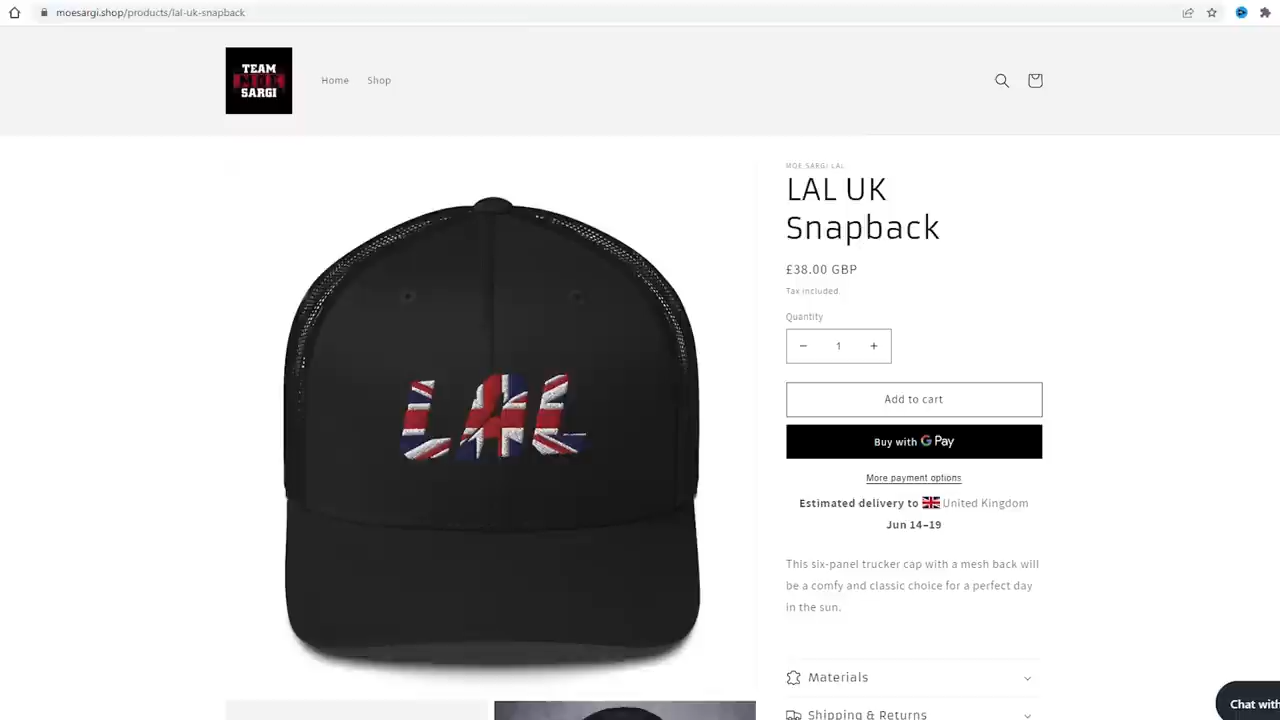 moesargi.shop/products/lal-uk-snapback
TEAM
MOE
SARGI
Home
Shop
MOE SARGI LAL
LAL UK
Snapback
£38.00 GBP
Tax included.
Quantity
1
Add to cart
Buy with G Pay
More payment options
Estimated delivery to United Kingdom
Jun 14–19
This six-panel trucker cap with a mesh back will
be a comfy and classic choice for a perfect day
in the sun.
Materials
Shipping & Returns
Chat with
LAL